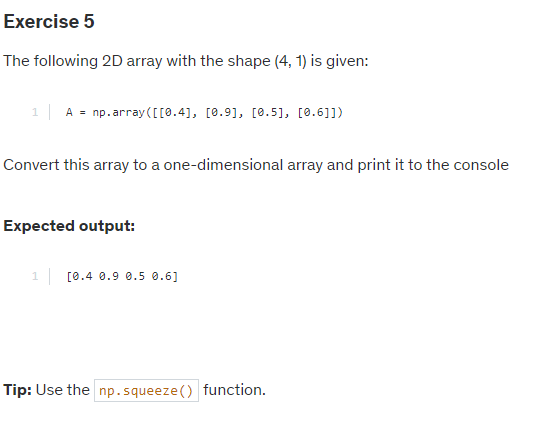 Exercise 5
The following 2D array with the shape (4, 1) is given:
1 A = np.array([[0.4], [0.9], [0.5], [0.6]])
Convert this array to a one-dimensional array and print it to the console
Expected output:
1 [0.4 0.9 0.5 0.6]
Tip: Use the np.squeeze() function.